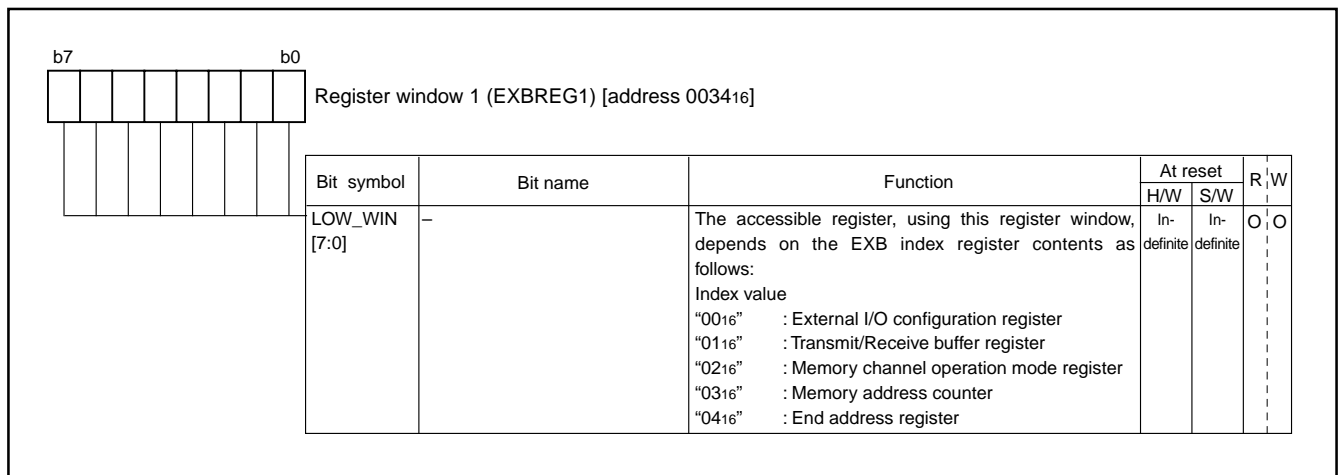 b7 b0
Register window 1 (EXBREG1) [address 003416]
Bit symbol Bit name Function At reset R W
H/W S/W
LOW_WIN – The accessible register, using this register window, In- In- O O
[7:0] depends on the EXB index register contents as definite definite
follows:
Index value
“0016” : External I/O configuration register
“0116” : Transmit/Receive buffer register
“0216” : Memory channel operation mode register
“0316” : Memory address counter
“0416” : End address register